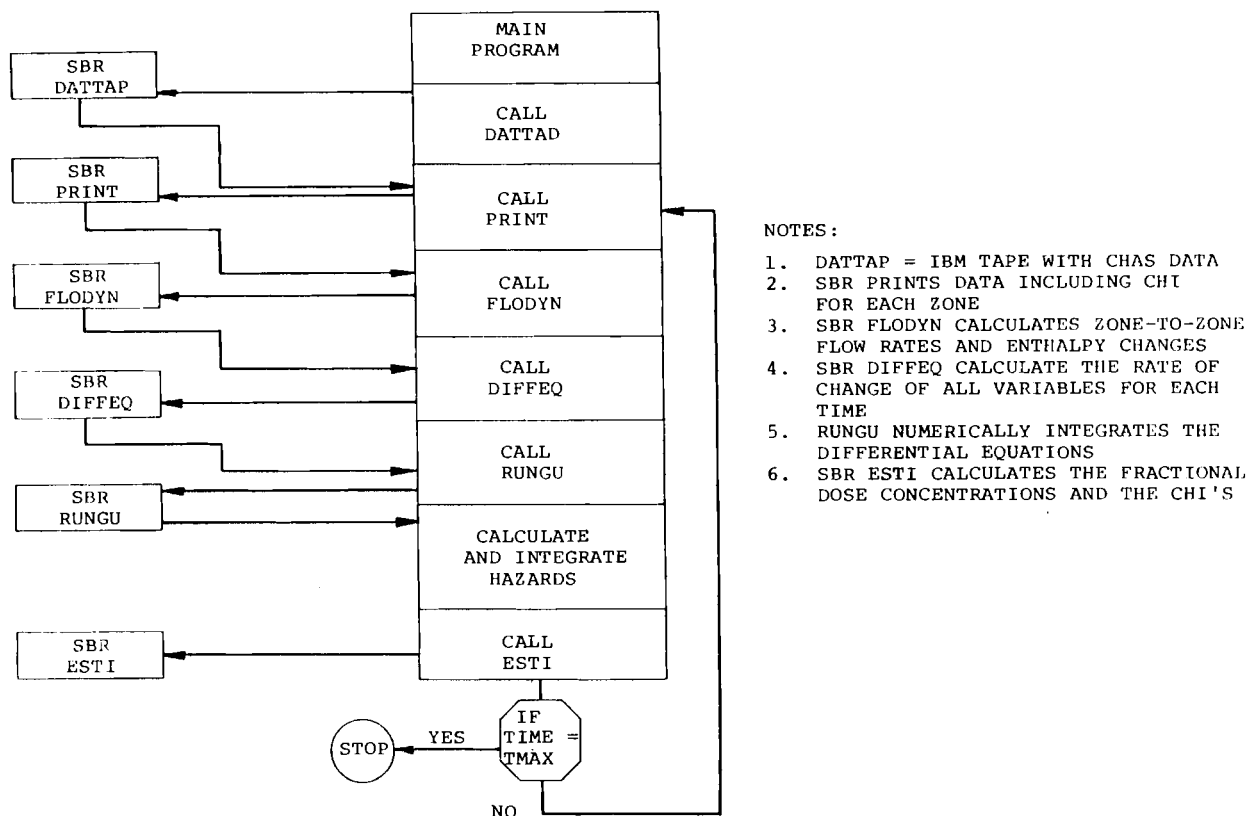 MAIN
PROGRAM
SBR
DATTAP
CALL
DATTAD
SBR
PRINT
CALL
PRINT
SBR
FLODYN
CALL
FLODYN
SBR
DIFFEQ
CALL
DIFFEQ
SBR
RUNGU
CALL
RUNGU
CALCULATE
AND INTEGRATE
HAZARDS
SBR
ESTI
CALL
ESTI
IF
TIME =
TMAX
YES
STOP
NO
NOTES:
1. DATTAP = IBM TAPE WITH CHAS DATA
2. SBR PRINTS DATA INCLUDING CHI
FOR EACH ZONE
3. SBR FLODYN CALCULATES ZONE-TO-ZONE
FLOW RATES AND ENTHALPY CHANGES
4. SBR DIFFEQ CALCULATE THE RATE OF
CHANGE OF ALL VARIABLES FOR EACH
TIME
5. RUNGU NUMERICALLY INTEGRATES THE
DIFFERENTIAL EQUATIONS
6. SBR ESTI CALCULATES THE FRACTIONAL
DOSE CONCENTRATIONS AND THE CHI'S